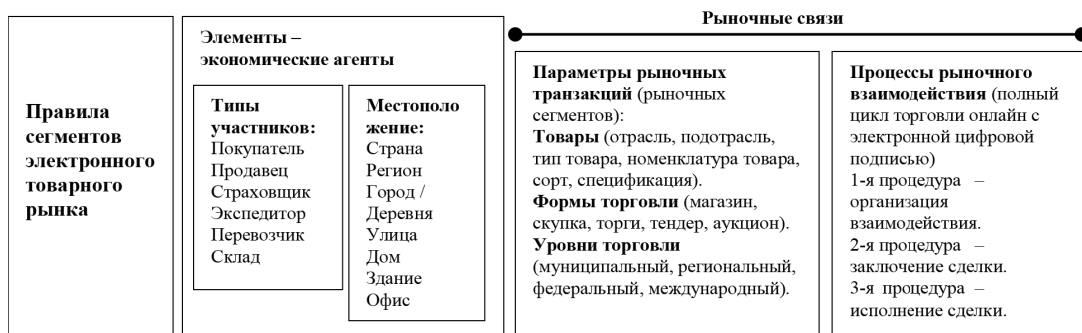 Рыночные связи
Правила
сегментов
электронного
товарного
рынка
Элементы –
экономические агенты
Типы
участников:
Покупатель
Продавец
Страховщик
Экспедитор
Перевозчик
Склад
Местополо
жение:
Страна
Регион
Город /
Деревня
Улица
Дом
Здание
Офис
Параметры рыночных
транзакций (рыночных
сегментов):
Товары (отрасль, подотрасль,
тип товара, номенклатура товара,
сорт, спецификация).
Формы торговли (магазин,
скупка, торги, тендер, аукцион).
Уровни торговли
(муниципальный, региональный,
федеральный, международный).
Процессы рыночного
взаимодействия (полный
цикл торговли онлайн с
электронной цифровой
подписью)
1-я процедура –
организация
взаимодействия.
2-я процедура –
заключение сделки.
3-я процедура –
исполнение сделки.